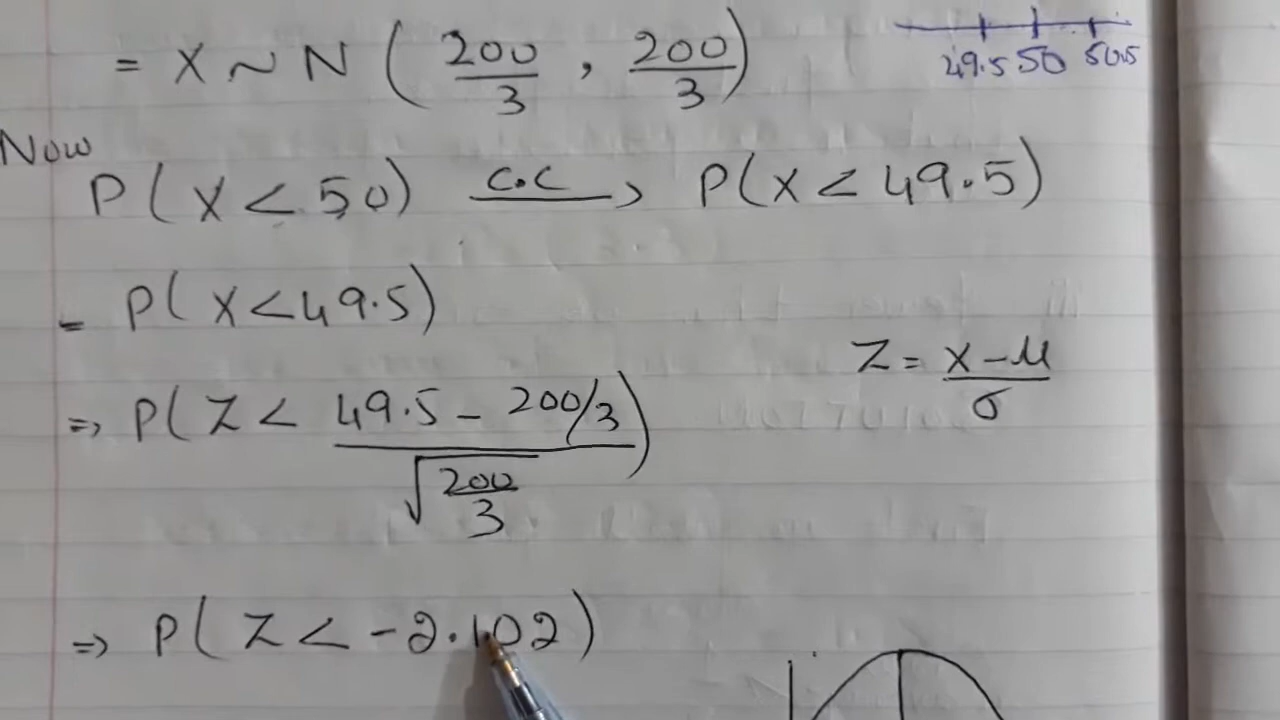 = X ~ N ( 200/3 , 200/3 )
49.5 50 50.5
Now
P ( X < 50 ) C.C → P( X < 49.5 )
= P( X < 49.5 )
Z = X - μ / σ
⇒ P( Z < 49.5 - 200/3 / √200/3 )
⇒ P( Z < -2.102 )